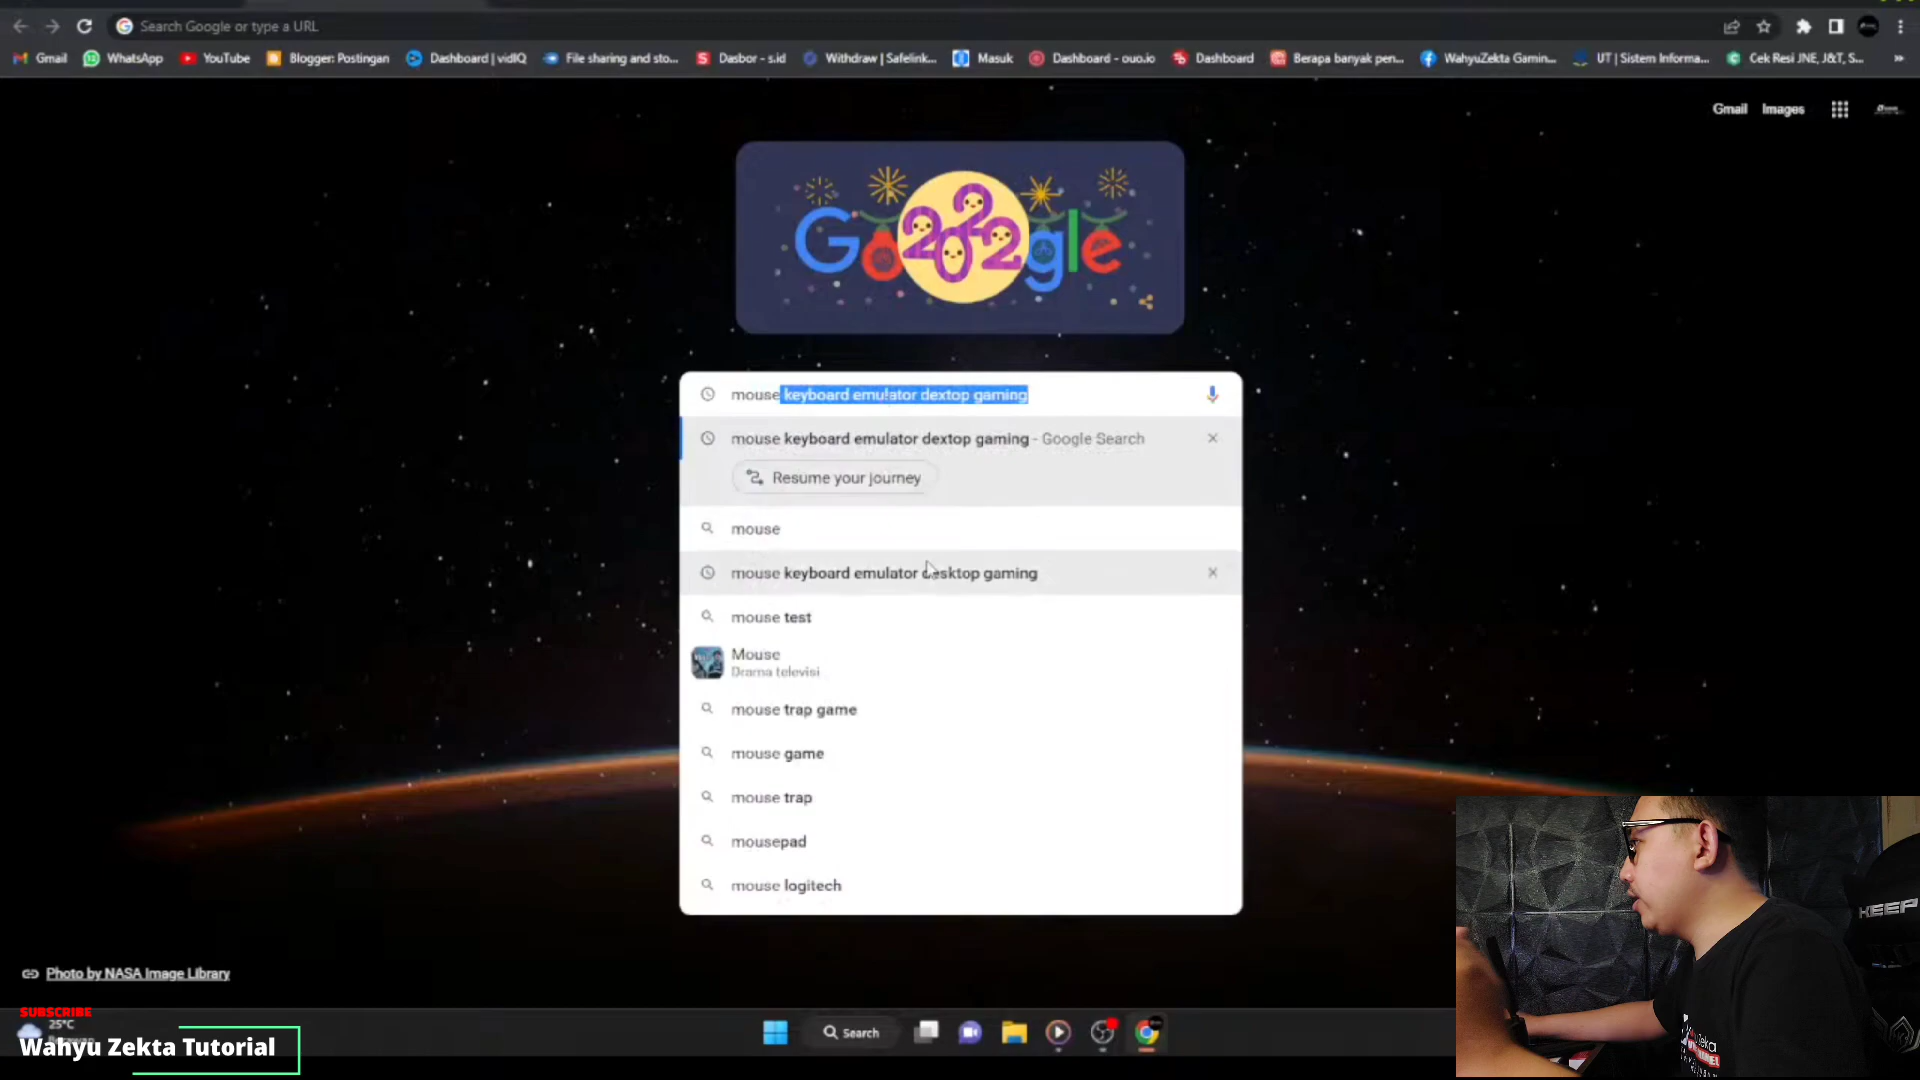 Search Google or type a URL
Gmail WhatsApp YouTube Blogger: Postingan Dashboard | vidIQ File sharing and sto... Dasbor - s.id Withdraw | Safelink... Masuk Dashboard - ouo.io Dashboard Berapa banyak pen... WahyuZekta Gamin... UT | Sistem Informa... Cek Resi JNE, J&T, S... »
Gmail Images
Go2022gle
mouse keyboard emulator dextop gaming
mouse keyboard emulator dextop gaming - Google Search
Resume your journey
mouse
mouse keyboard emulator desktop gaming
mouse test
Mouse
Drama televisi
mouse trap game
mouse game
mouse trap
mousepad
mouse logitech
KEEP
Photo by NASA Image Library
SUBSCRIBE
25°C
Wahyu Zekta Tutorial
Search